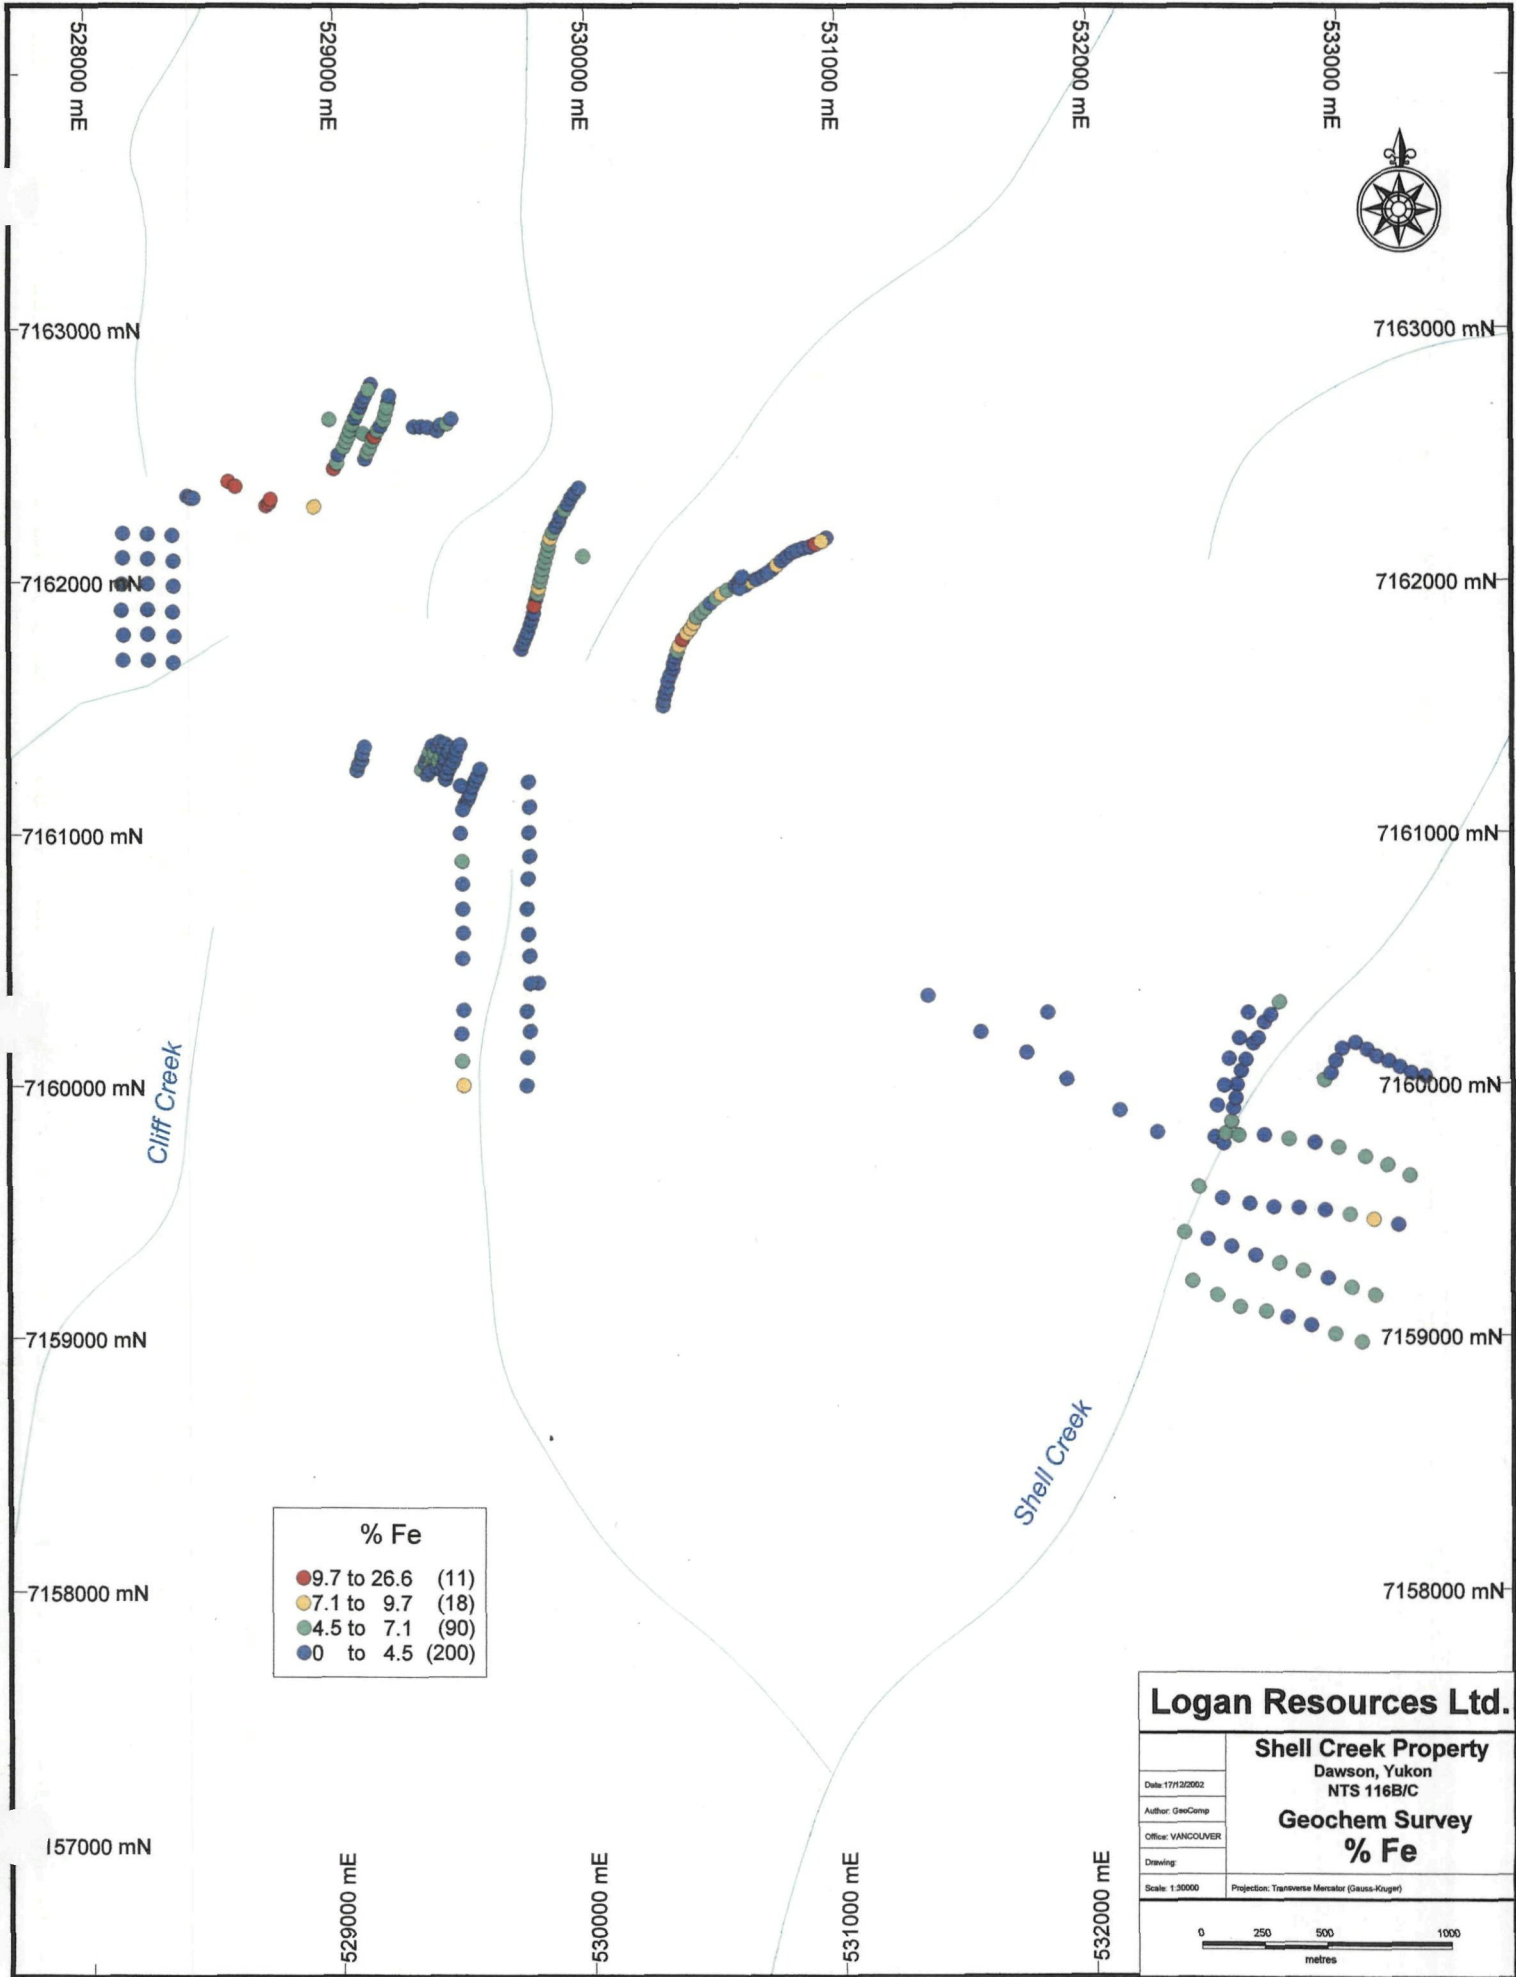 528000 mE
529000 mE
530000 mE
531000 mE
532000 mE
533000 mE
7163000 mN
7163000 mN
7162000 mN
7162000 mN
7161000 mN
7161000 mN
7160000 mN
7160000 mN
Cliff Creek
7159000 mN
7159000 mN
Shell Creek
7158000 mN
7158000 mN
% Fe
9.7 to 26.6 (11)
7.1 to 9.7 (18)
4.5 to 7.1 (90)
0 to 4.5 (200)
157000 mN
529000 mE
530000 mE
531000 mE
532000 mE
Logan Resources Ltd.
Shell Creek Property
Dawson, Yukon
NTS 116B/C
Geochem Survey
% Fe
Date: 17/12/2002
Author: GeoComp
Office: VANCOUVER
Drawing:
Scale: 1:30000
Projection: Transverse Mercator (Gauss-Kruger)
0 250 500 1000
metres